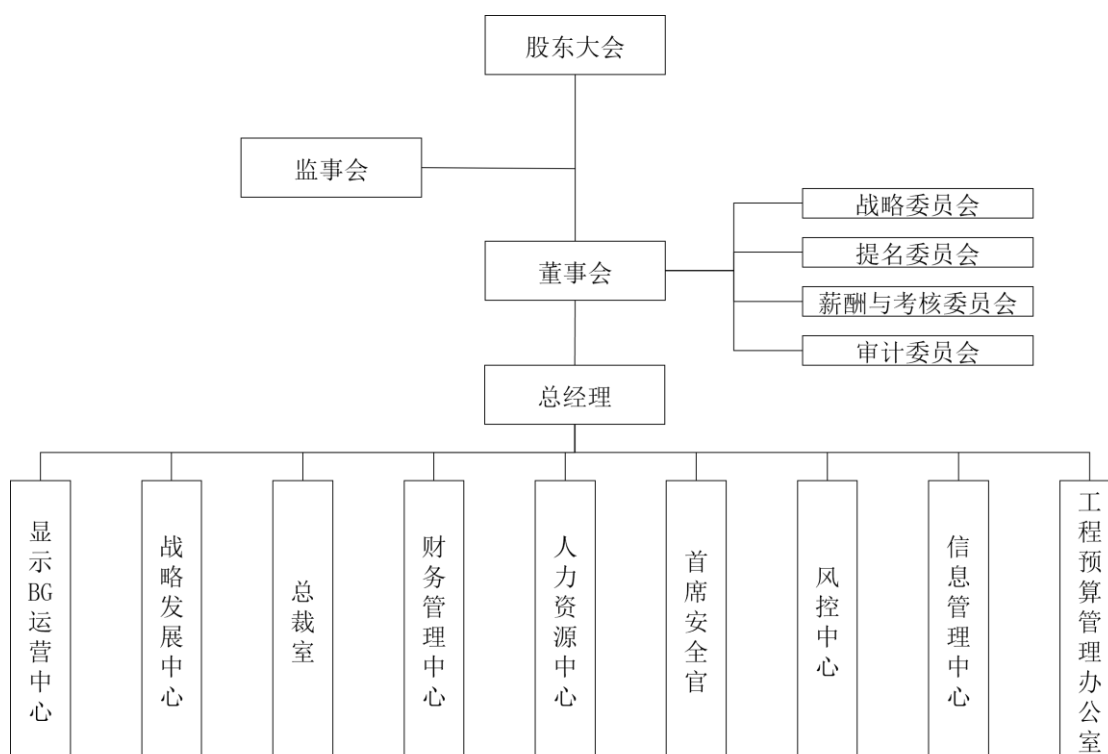 股东大会
监事会
战略委员会
提名委员会
董事会
薪酬与考核委员会
审计委员会
总经理
显示BG运营中心
战略发展中心
总裁室
财务管理中心
人力资源中心
首席安全官
风控中心
信息管理中心
工程预算管理办公室